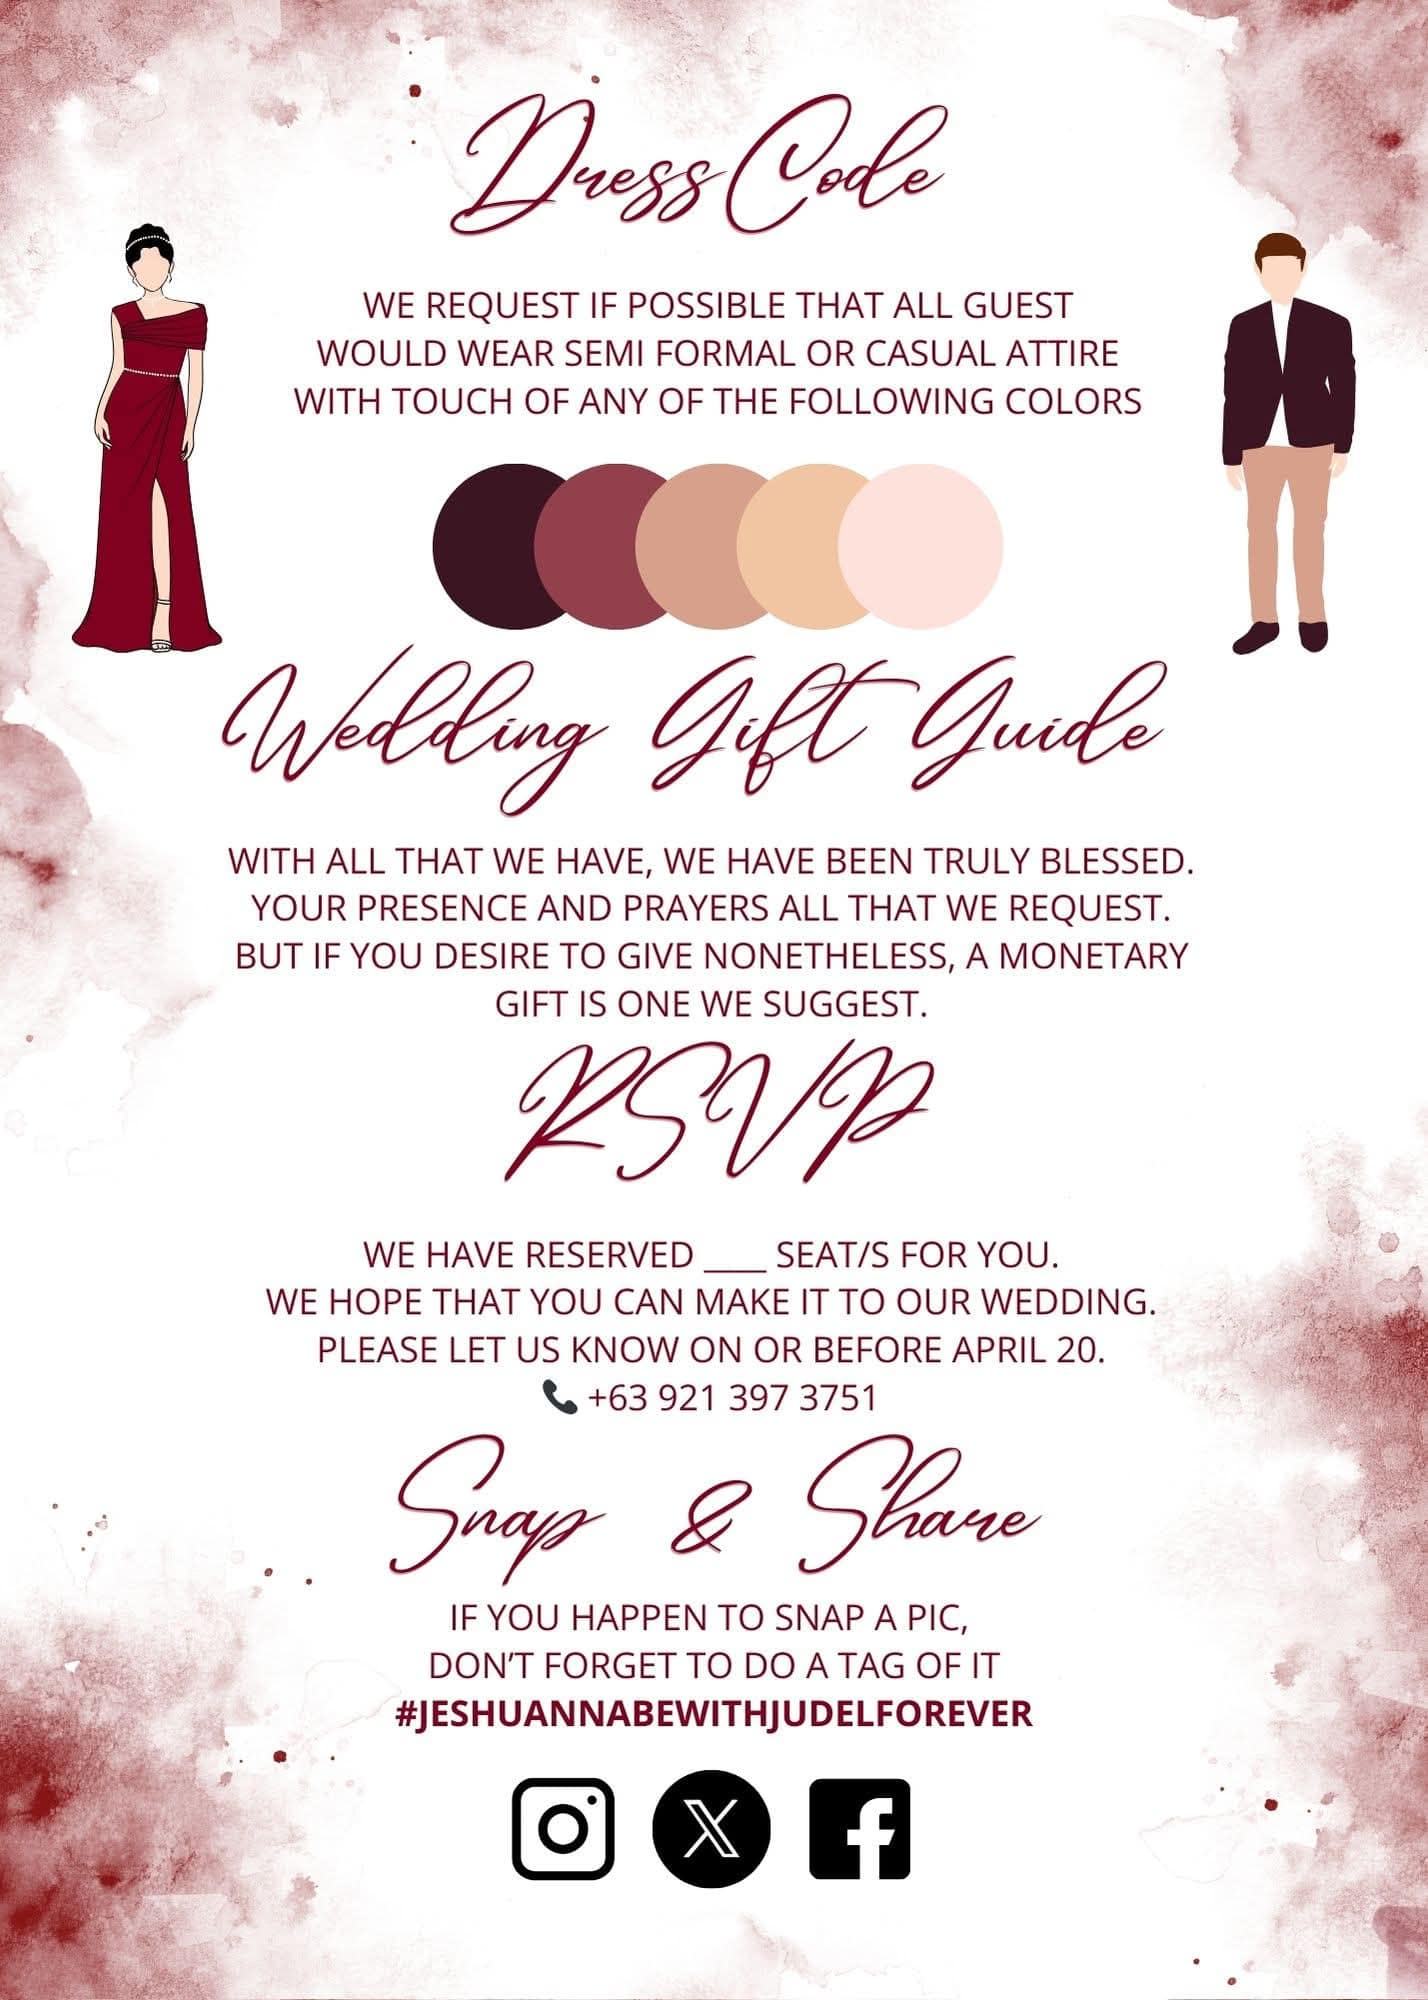 Dress Code
WE REQUEST IF POSSIBLE THAT ALL GUEST
WOULD WEAR SEMI FORMAL OR CASUAL ATTIRE
WITH TOUCH OF ANY OF THE FOLLOWING COLORS
Wedding Gift Guide
WITH ALL THAT WE HAVE, WE HAVE BEEN TRULY BLESSED.
YOUR PRESENCE AND PRAYERS ALL THAT WE REQUEST.
BUT IF YOU DESIRE TO GIVE NONETHELESS, A MONETARY
GIFT IS ONE WE SUGGEST.
RSVP
WE HAVE RESERVED ____ SEAT/S FOR YOU.
WE HOPE THAT YOU CAN MAKE IT TO OUR WEDDING.
PLEASE LET US KNOW ON OR BEFORE APRIL 20.
📞 +63 921 397 3751
Snap & Share
IF YOU HAPPEN TO SNAP A PIC,
DON’T FORGET TO DO A TAG OF IT
#JESHUANNABEWITHJUDELFOREVER